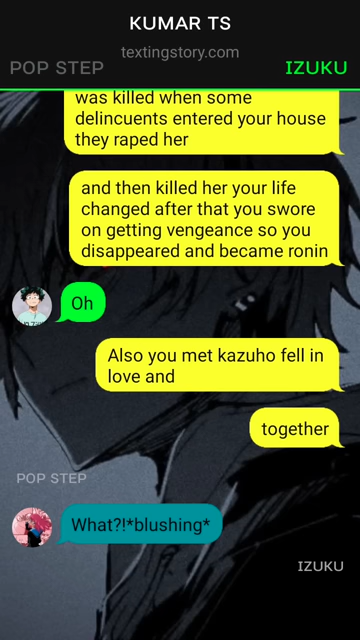 KUMAR TS
textingstory.com
POP STEP
IZUKU
was killed when some
delincuents entered your house
they raped her
and then killed her your life
changed after that you swore
on getting vengeance so you
disappeared and became ronin
Oh
Also you met kazuho fell in
love and
together
POP STEP
What?!*blushing*
IZUKU